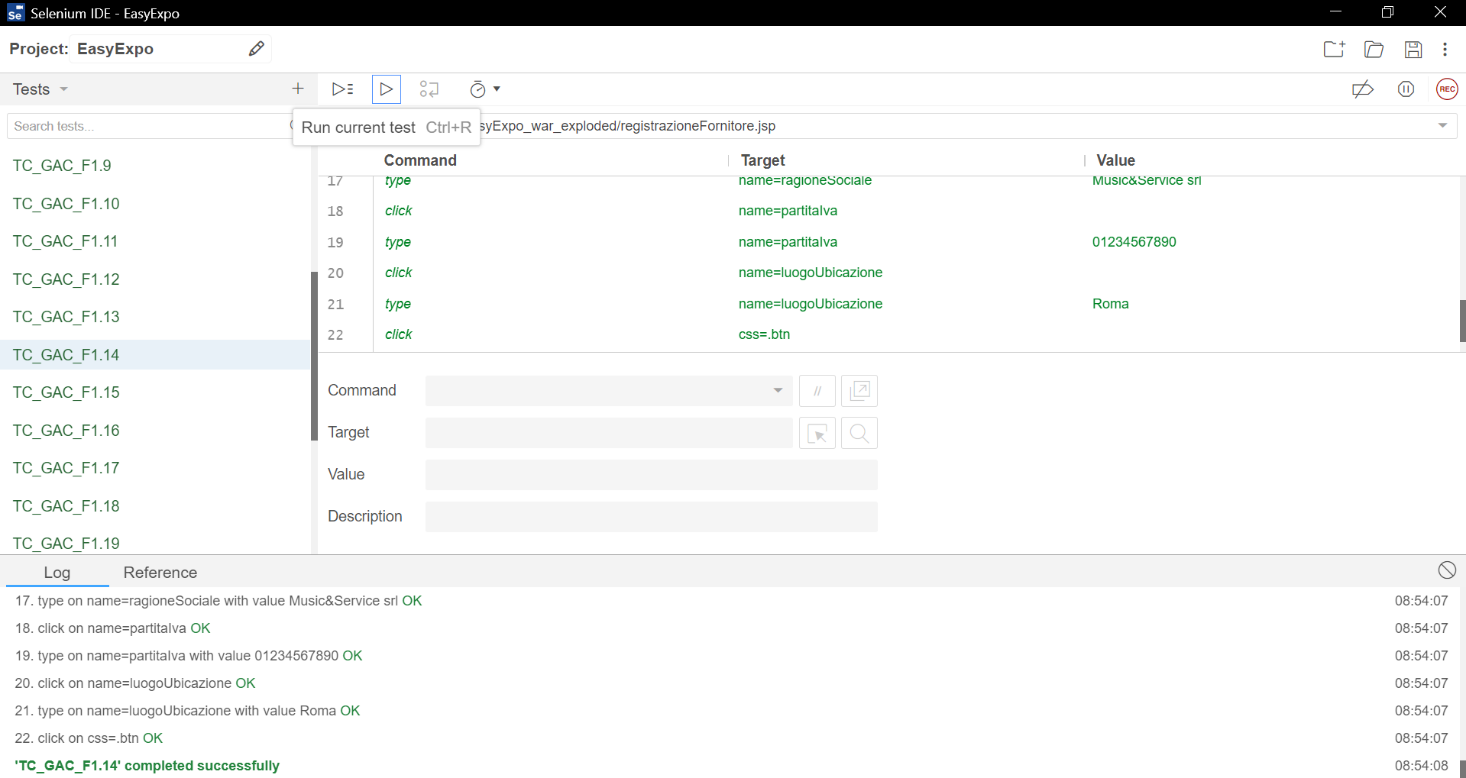 Selenium IDE - EasyExpo
Project: EasyExpo
Tests
REC
Search tests...
Run current test Ctrl+R
syExpo_war_exploded/registrazioneFornitore.jsp
Command Target Value
17 type name=ragioneSociale Music&Service srl
18 click name=partitaIva
19 type name=partitaIva 01234567890
20 click name=luogoUbicazione
21 type name=luogoUbicazione Roma
22 click css=.btn
TC_GAC_F1.9
TC_GAC_F1.10
TC_GAC_F1.11
TC_GAC_F1.12
TC_GAC_F1.13
TC_GAC_F1.14
TC_GAC_F1.15
TC_GAC_F1.16
TC_GAC_F1.17
TC_GAC_F1.18
TC_GAC_F1.19
Command //
Target
Value
Description
Log Reference
17. type on name=ragioneSociale with value Music&Service srl OK 08:54:07
18. click on name=partitaIva OK 08:54:07
19. type on name=partitaIva with value 01234567890 OK 08:54:07
20. click on name=luogoUbicazione OK 08:54:07
21. type on name=luogoUbicazione with value Roma OK 08:54:07
22. click on css=.btn OK 08:54:07
'TC_GAC_F1.14' completed successfully 08:54:08